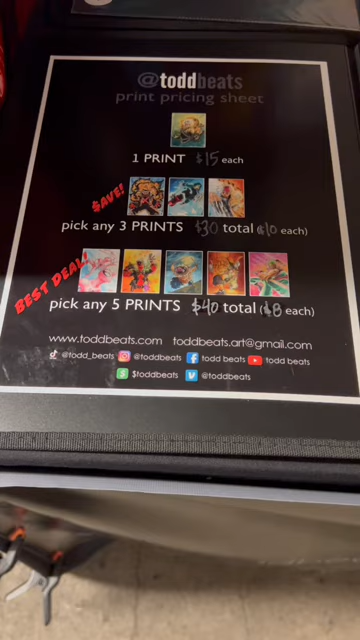 @toddbeats
print pricing sheet
1 PRINT $15 each
$AVE!
pick any 3 PRINTS $30 total ($10 each)
BEST DEAL!
pick any 5 PRINTS $40 total ($8 each)
www.toddbeats.com toddbeats.art@gmail.com
@todd_beats @toddbeats todd beats todd beats
$toddbeats @toddbeats